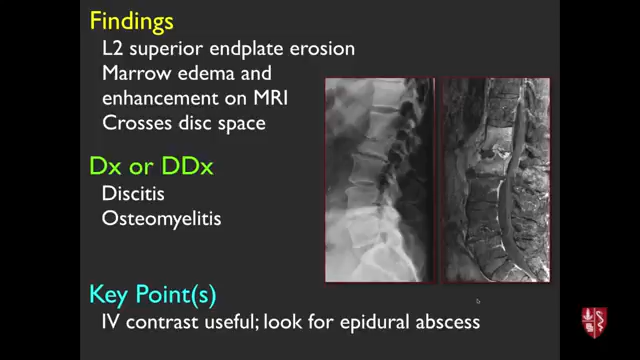 Findings
L2 superior endplate erosion
Marrow edema and
enhancement on MRI
Crosses disc space
Dx or DDx
Discitis
Osteomyelitis
Key Point(s)
IV contrast useful; look for epidural abscess